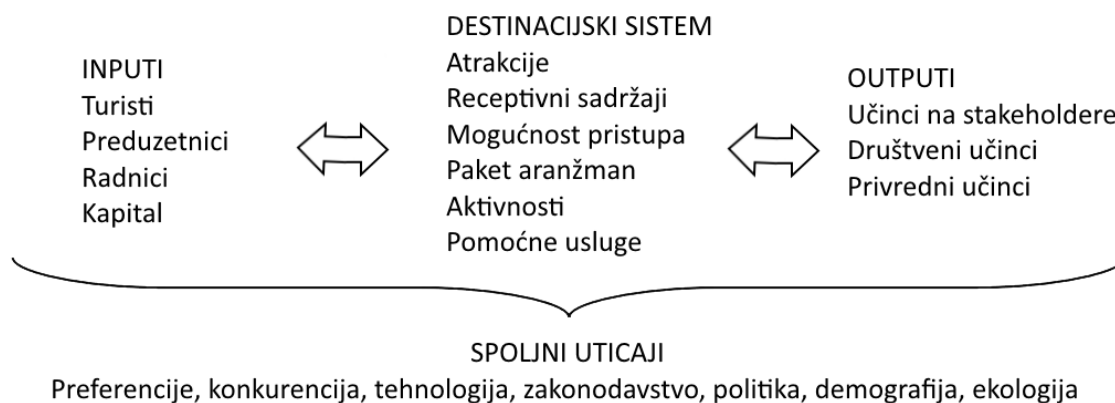 INPUTI
Turisti
Preduzetnici
Radnici
Kapital
DESTINACIJSKI SISTEM
Atrakcije
Receptivni sadržaji
Mogućnost pristupa
Paket aranžman
Aktivnosti
Pomoćne usluge
OUTPUTI
Učinci na stakeholdere
Društveni učinci
Privredni učinci
SPOLJNI UTICAJI
Preferencije, konkurencija, tehnologija, zakonodavstvo, politika, demografija, ekologija